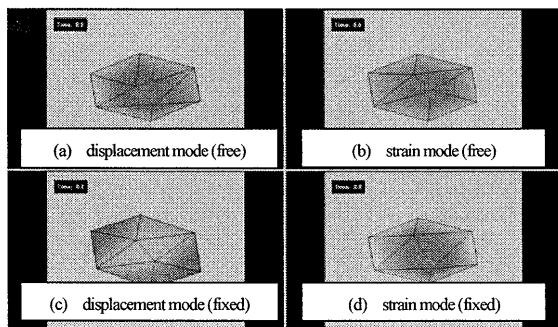 (a) displacement mode (free)
(b) strain mode (free)
(c) displacement mode (fixed)
(d) strain mode (fixed)